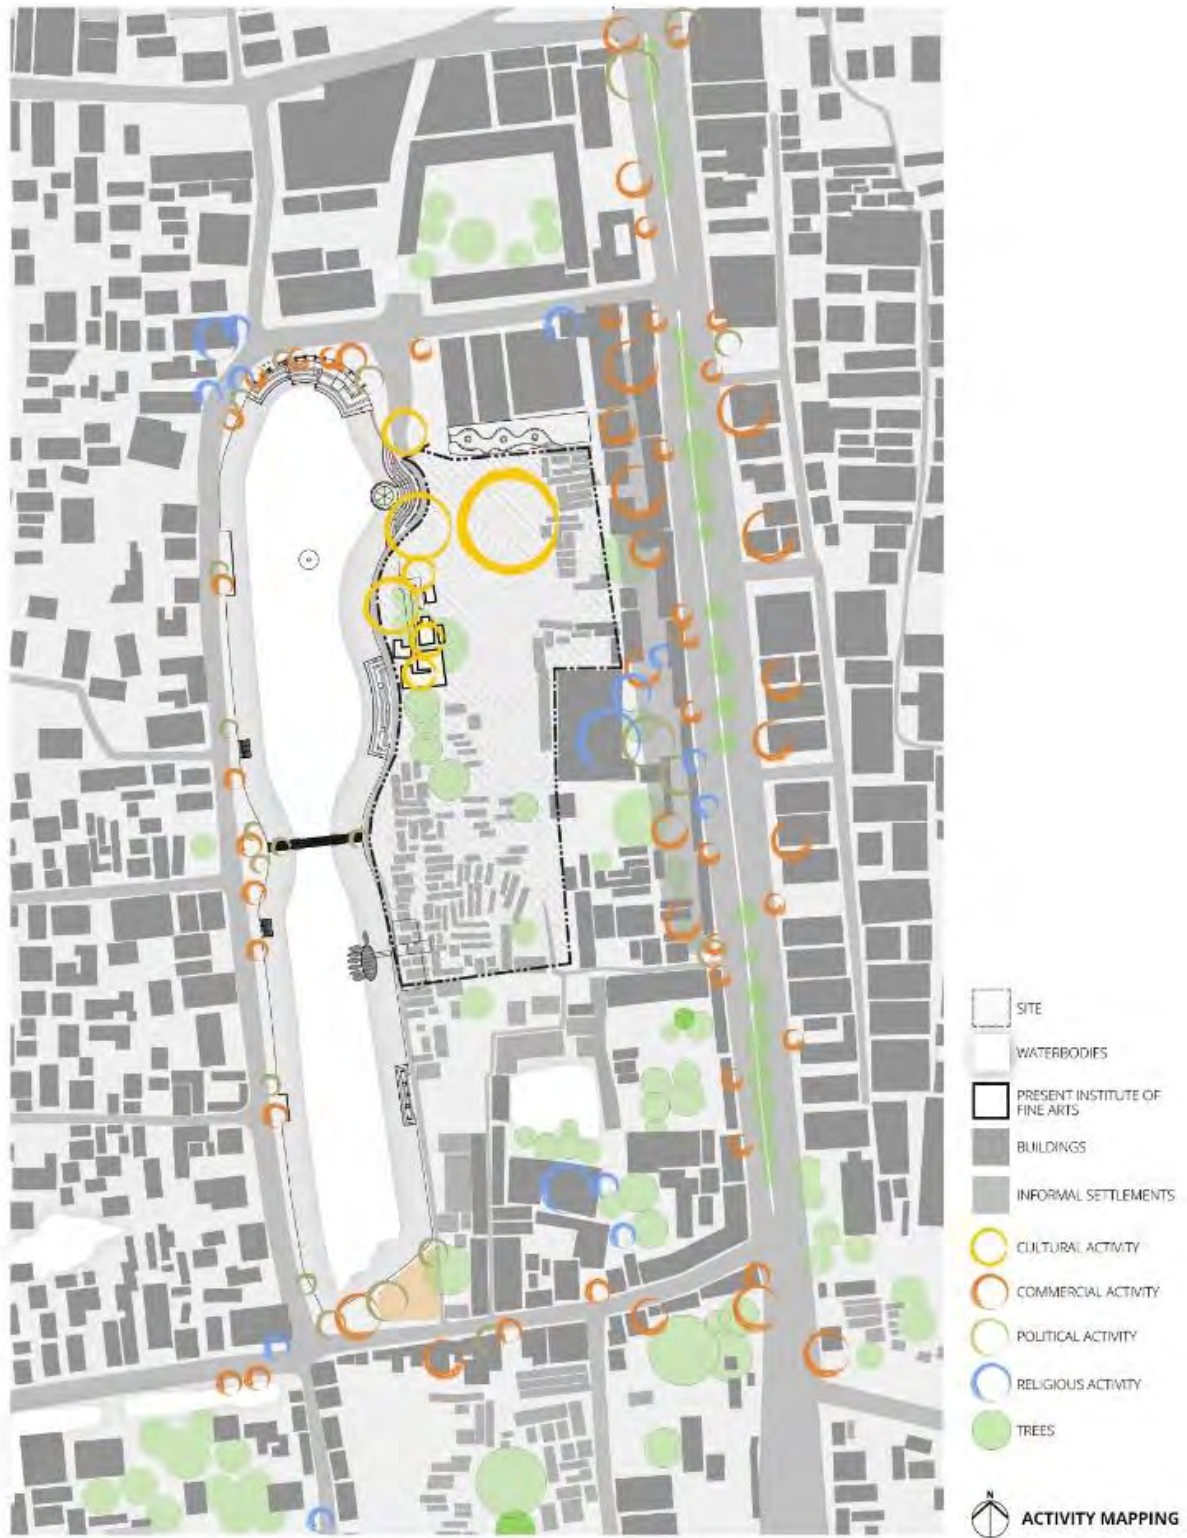 SITE
WATERBODIES
PRESENT INSTITUTE OF
FINE ARTS
BUILDINGS
INFORMAL SETTLEMENTS
CULTURAL ACTIVITY
COMMERCIAL ACTIVITY
POLITICAL ACTIVITY
RELIGIOUS ACTIVITY
TREES
N
ACTIVITY MAPPING